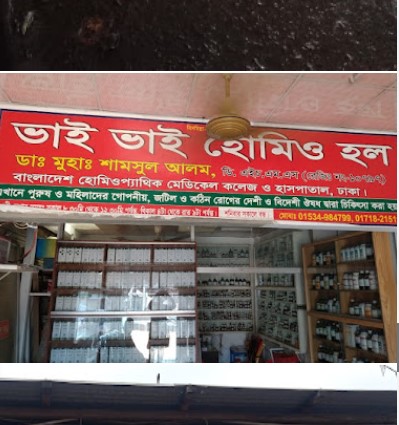 ভাই ভাই হোমিও হল
ডাঃ মুহাঃ শামসুল আলম, ডি. এইচ.এম.এস
বাংলাদেশ হোমিওপ্যাথিক মেডিকেল কলেজ ও হাসপাতাল, ঢাকা।
এখানে পুরুষ ও মহিলাদের গোপনীয়, জটিল ও কঠিন রোগের দেশী ও বিদেশী ঔষধ দ্বারা চিকিৎসা করা হয়
মোবাঃ 01534-984799, 01718-2151